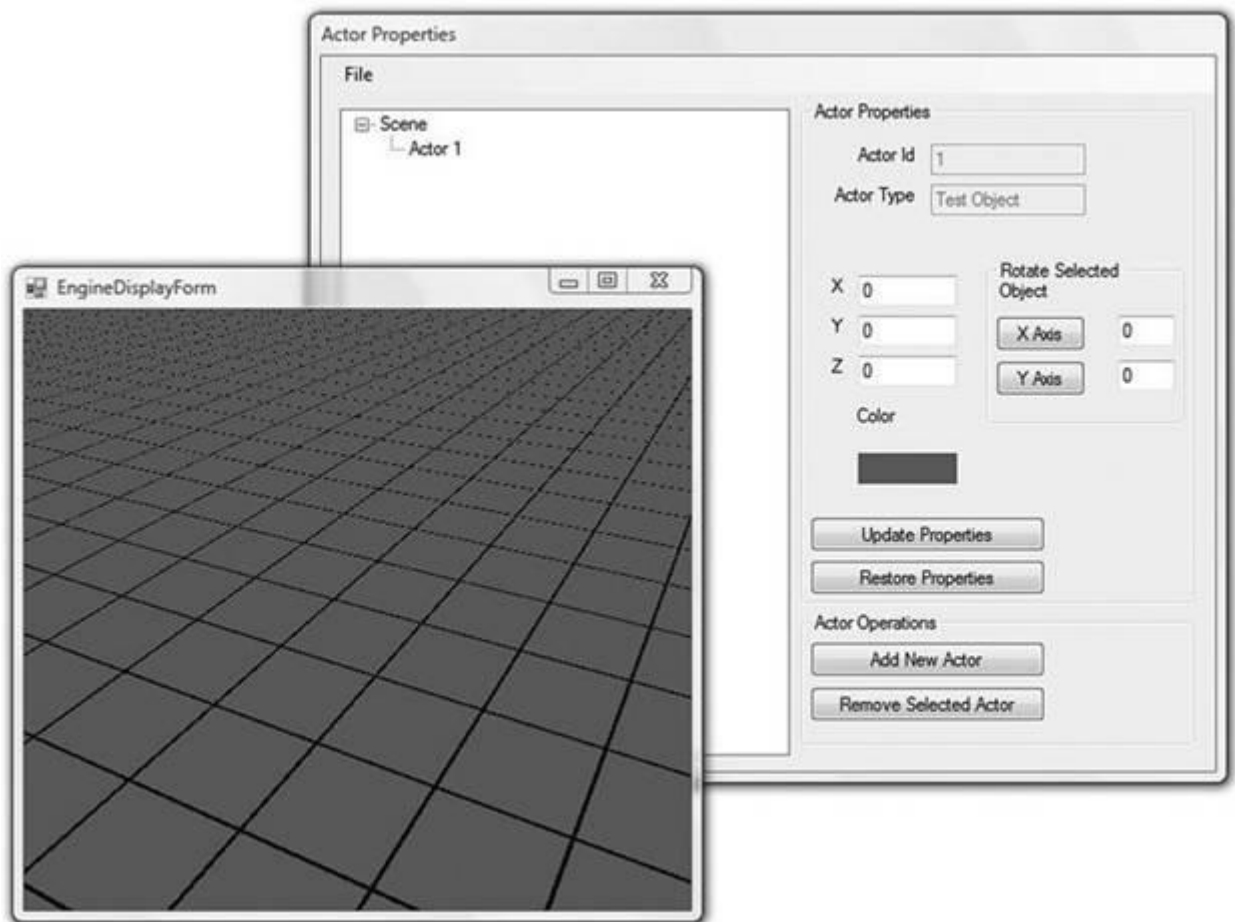 Actor Properties
File
Scene
Actor 1
Actor Properties
Actor Id 1
Actor Type Test Object
X 0
Y 0
Z 0
Rotate Selected
Object
X Axis 0
Y Axis 0
Color
Update Properties
Restore Properties
Actor Operations
Add New Actor
Remove Selected Actor
EngineDisplayForm